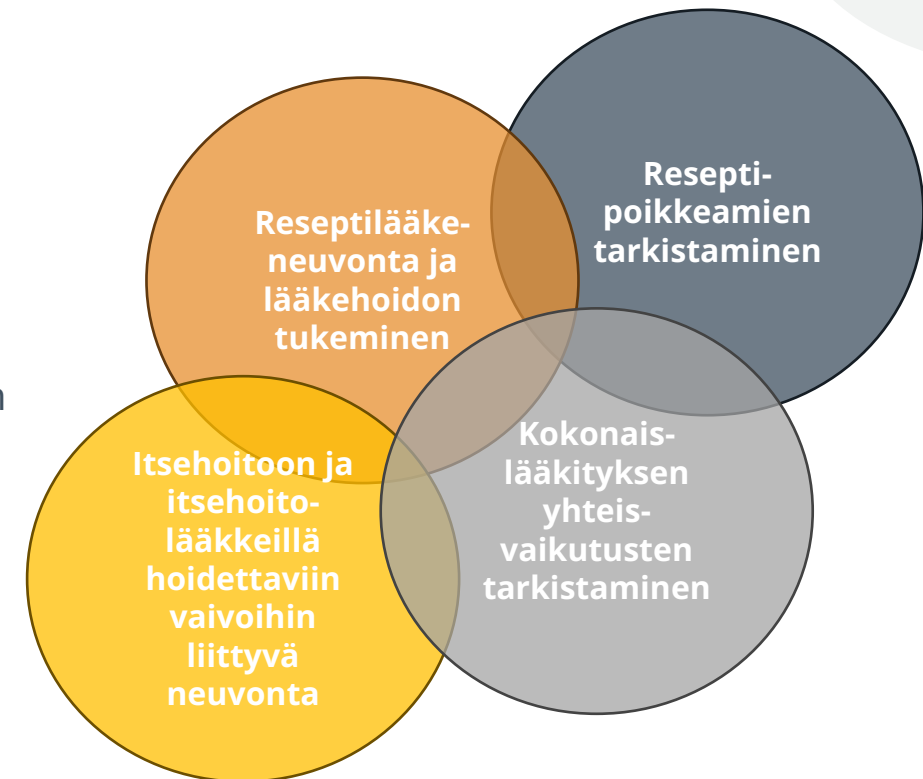 Resepti-
poikkeamien
tarkistaminen
Reseptilääke-
neuvonta ja
lääkehoidon
tukeminen
Kokonais-
lääkityksen
yhteis-
vaikutusten
tarkistaminen
Itsehoitoon ja
itsehoito-
lääkkeillä
hoidettaviin
vaivoihin
liittyvä
neuvonta